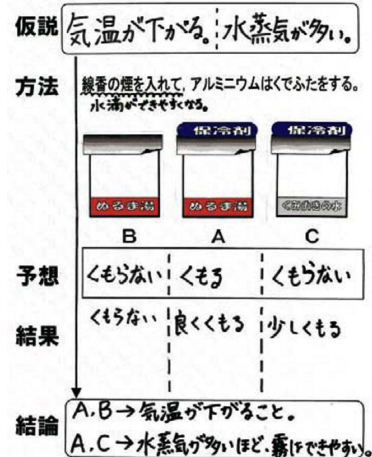 仮説 気温が下がる。 水蒸気が多い。
方法 線香の煙を入れて，アルミニウムはくでふたをする。
水滴ができやすくなる。
保冷剤 保冷剤
ぬるま湯 ぬるま湯 くみおきの水
B A C
予想 くもらない くもる くもらない
結果 くもらない 良くくもる 少しくもる
結論 A,B→気温が下がること。
A,C→水蒸気が多いほど、霧はできやすい。